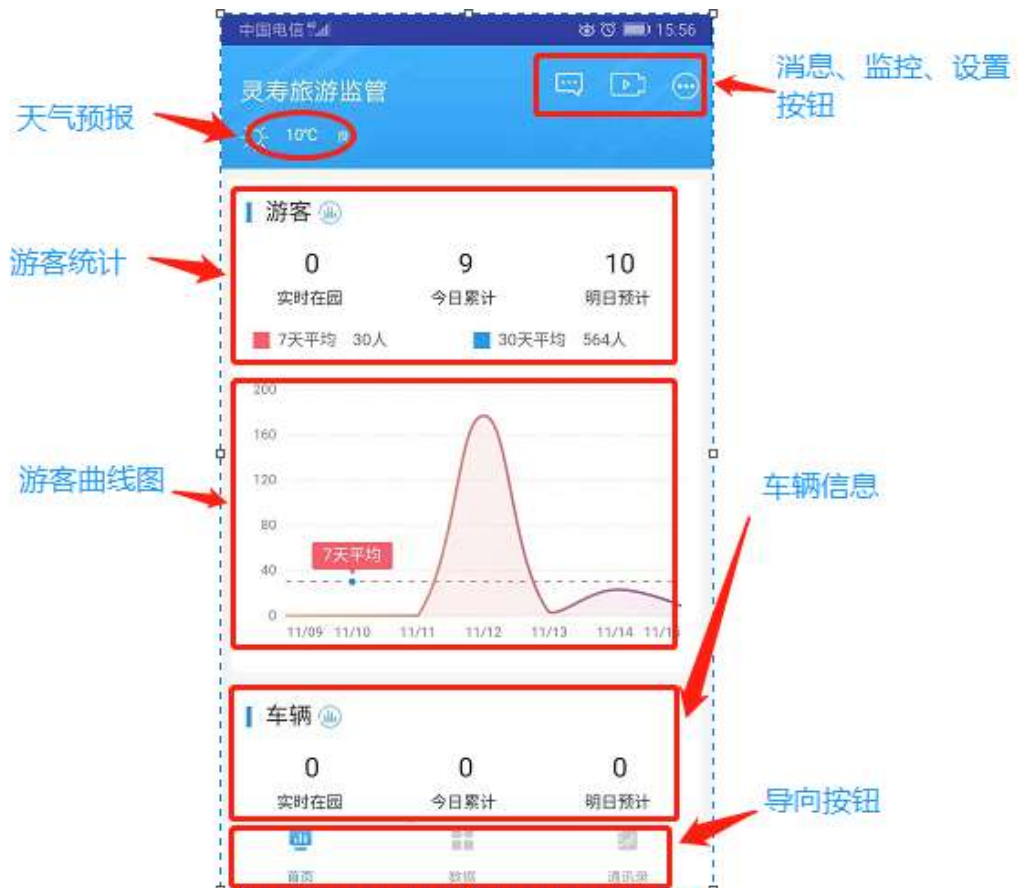 中国电信 15:56
灵寿旅游监管
消息、监控、设置
按钮
天气预报
10℃
游客
游客统计
0 9 10
实时在园 今日累计 明日预计
7天平均 30人 30天平均 564人
200
160
游客曲线图
120
车辆信息
80
7天平均
40
0
11/09 11/10 11/11 11/12 11/13 11/14 11/15
车辆
0 0 0
实时在园 今日累计 明日预计
导向按钮
首页 数据 通讯录